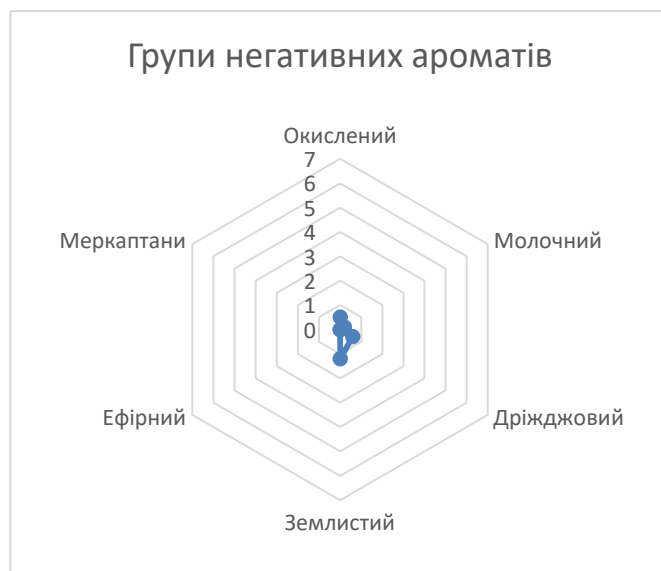 Групи негативних ароматів
Окислений
7
6
5
4
3
2
1
0
Меркаптани
Молочний
Ефірний
Дріжджовий
Землистий